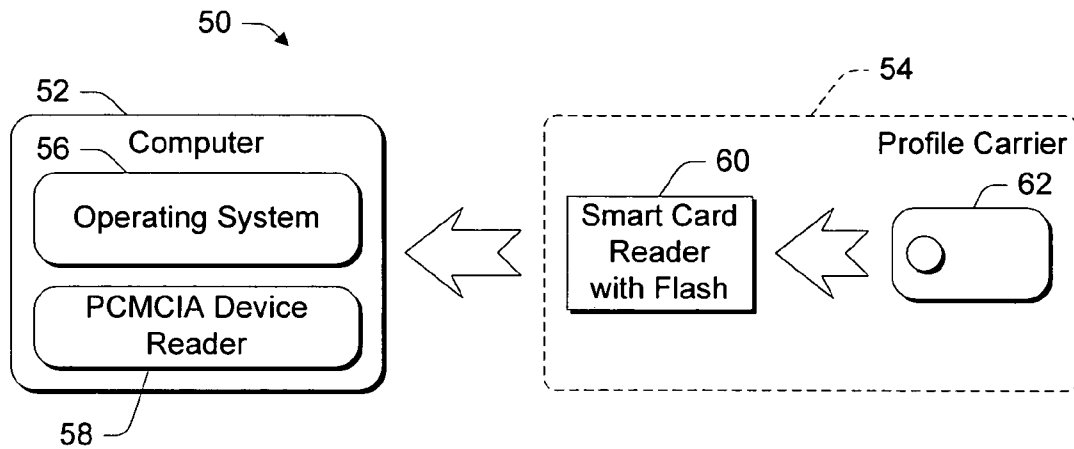 50
52
54
Computer
Profile Carrier
56
60
62
Operating System
Smart Card
Reader
with Flash
PCMCIA Device
Reader
58